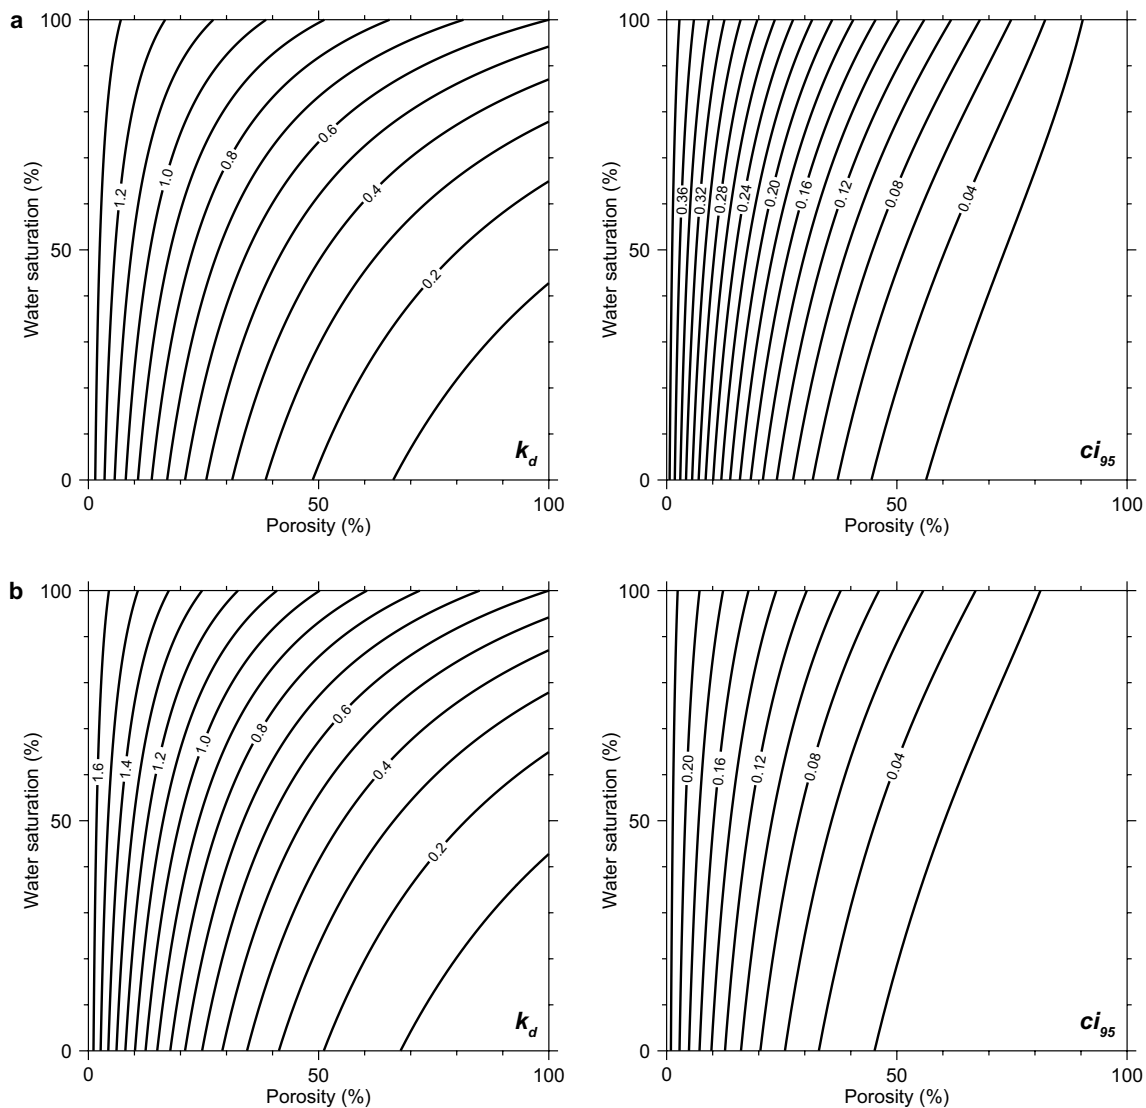 a
100
50
0
Water saturation (%)
1.2
1.0
0.8
0.6
0.4
0.2
k_d
0 50 100
Porosity (%)
100
50
0
Water saturation (%)
0.36
0.32
0.28
0.24
0.20
0.16
0.12
0.08
0.04
ci_95
0 50 100
Porosity (%)
b
100
50
0
Water saturation (%)
1.6
1.4
1.2
1.0
0.8
0.6
0.4
0.2
k_d
0 50 100
Porosity (%)
100
50
0
Water saturation (%)
0.20
0.16
0.12
0.08
0.04
ci_95
0 50 100
Porosity (%)